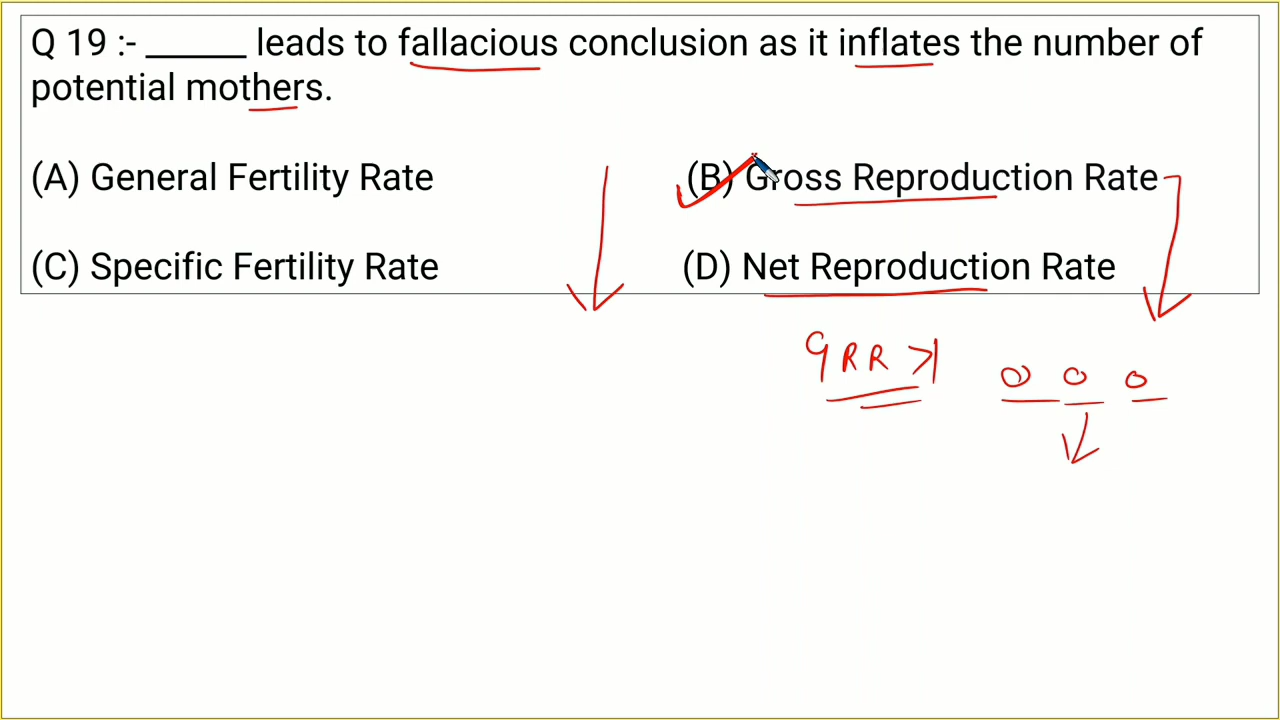 Q 19 :- ______ leads to fallacious conclusion as it inflates the number of
potential mothers.
(A) General Fertility Rate (B) Gross Reproduction Rate
(C) Specific Fertility Rate (D) Net Reproduction Rate
GRR